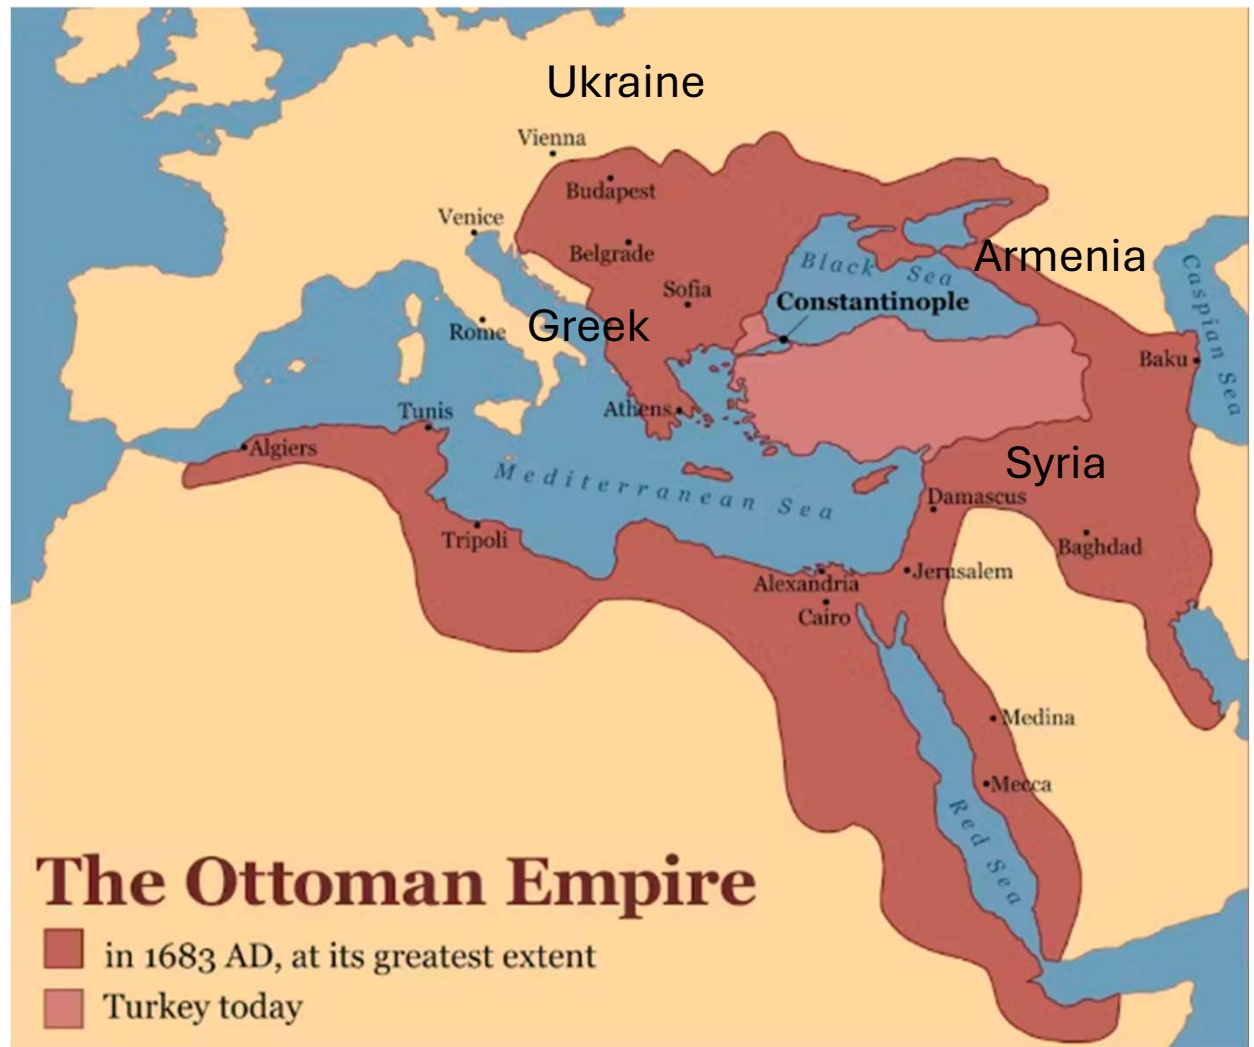 Ukraine
Vienna
Budapest
Venice
Belgrade
Armenia
Black Sea
Caspian Sea
Sofia
Constantinople
Rome
Greek
Baku
Athens
Tunis
Algiers
Syria
Mediterranean Sea
Damascus
Tripoli
Baghdad
Alexandria
Jerusalem
Cairo
Medina
Mecca
Red Sea
The Ottoman Empire
in 1683 AD, at its greatest extent
Turkey today